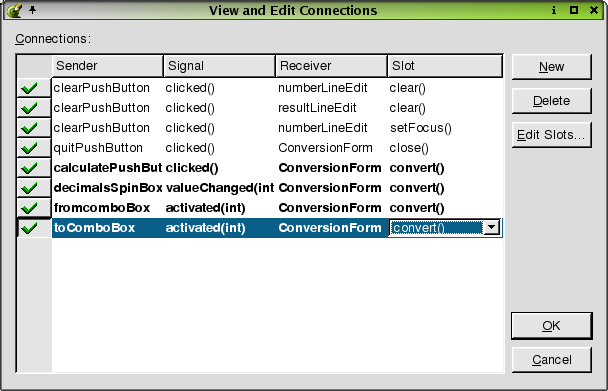 View and Edit Connections
Connections:
Sender Signal Receiver Slot
clearPushButton clicked() numberLineEdit clear()
clearPushButton clicked() resultLineEdit clear()
clearPushButton clicked() numberLineEdit setFocus()
quitPushButton clicked() ConversionForm close()
calculatePushBut clicked() ConversionForm convert()
decimalsSpinBox valueChanged(int ConversionForm convert()
fromcomboBox activated(int) ConversionForm convert()
toComboBox activated(int) ConversionForm convert()
New
Delete
Edit Slots...
OK
Cancel